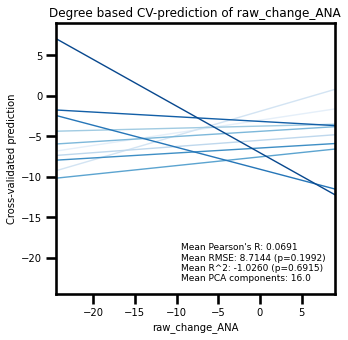 Degree based CV-prediction of raw_change_ANA
Cross-validated prediction
5
0
−5
−10
−15
−20
Mean Pearson's R: 0.0691
Mean RMSE: 8.7144 (p=0.1992)
Mean R^2: -1.0260 (p=0.6915)
Mean PCA components: 16.0
−20 −15 −10 −5 0 5
raw_change_ANA